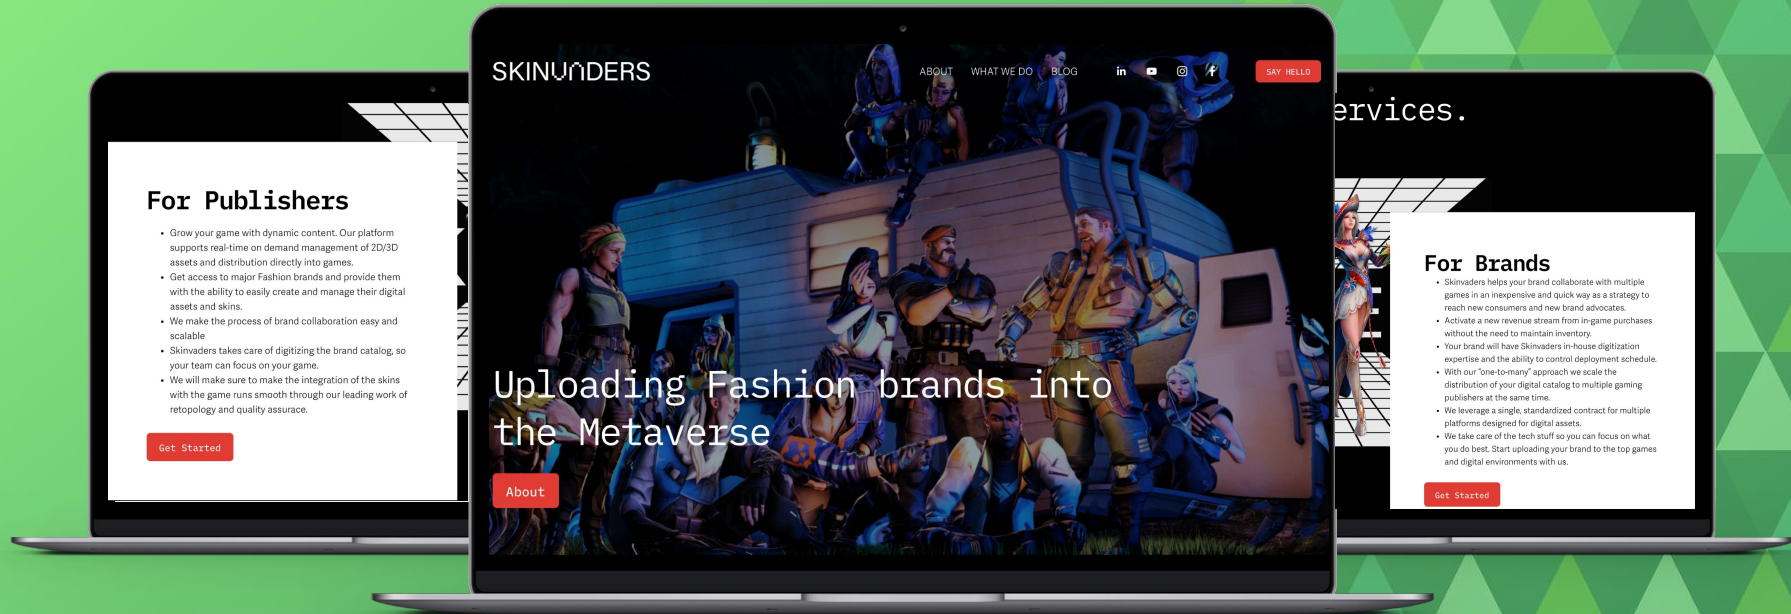 For Publishers
Grow your game with dynamic content. Our platform
supports real-time on demand management of 2D/3D
assets and distribution directly into games.
Get access to major Fashion brands and provide them
with the ability to easily create and manage their digital
assets and skins.
We make the process of brand collaboration easy and
scalable
Skinvaders takes care of digitizing the brand catalog, so
your team can focus on your game.
We will make sure to make the integration of the skins
with the game runs smooth through our leading work of
retopology and quality assurace.
Get Started
SKINVADERS
ABOUT WHAT WE DO BLOG in f SAY HELLO
Uploading Fashion brands into
the Metaverse
About
ervices.
For Brands
Skinvaders helps your brand collaborate with multiple
games in an inexpensive and quick way as a strategy to
reach new consumers and new brand advocates.
Activate a new revenue stream from in-game purchases
without the need to maintain inventory.
Your brand will have Skinvaders in-house digitization
expertise and the ability to control deployment schedule.
With our "one-to-many" approach we scale the
distribution of your digital catalog to multiple gaming
publishers at the same time.
We leverage a single, standardized contract for multiple
platforms designed for digital assets.
We take care of the tech stuff so you can focus on what
you do best. Start uploading your brand to the top games
and digital environments with us.
Get Started